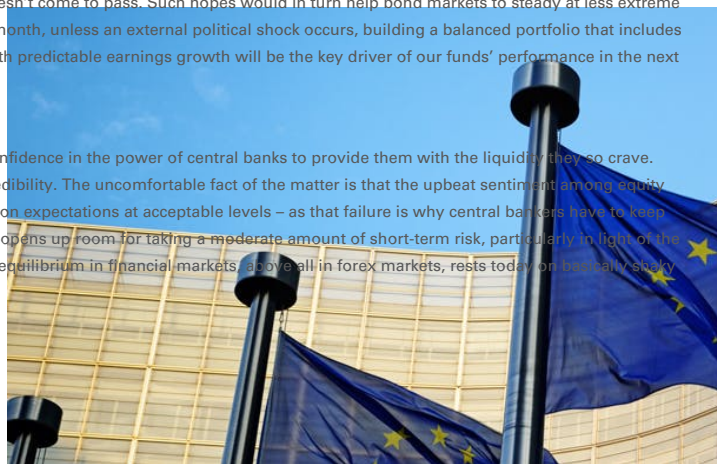 esn't come to pass. Such hopes would in turn help bond markets to steady at less extreme
month, unless an external political shock occurs, building a balanced portfolio that includes
th predictable earnings growth will be the key driver of our funds' performance in the next
nfidence in the power of central banks to provide them with the liquidity they so crave.
edibility. The uncomfortable fact of the matter is that the upbeat sentiment among equity
on expectations at acceptable levels – as that failure is why central bankers have to keep
opens up room for taking a moderate amount of short-term risk, particularly in light of the
equilibrium in financial markets, above all in forex markets, rests today on basically shaky